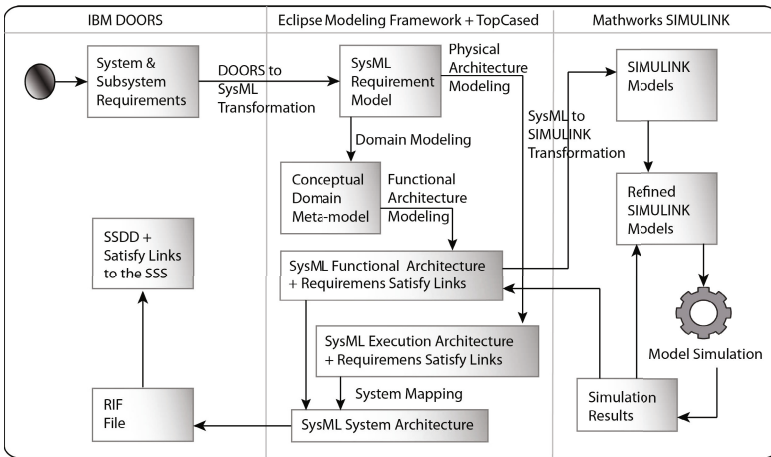 IBM DOORS
Eclipse Modeling Framework + TopCased
Mathworks SIMULINK
System &
Subsystem
Requirements
DOORS to
SysML
Transformation
SysML
Requirement
Model
Physical
Architecture
Modeling
SysML to
SIMULINK
Transformation
SIMULINK
Models
Domain Modeling
Conceptual
Domain
Meta-model
Functional
Architecture
Modeling
Refined
SIMULINK
Models
SSDD +
Satisfy Links
to the SSS
SysML Functional Architecture
+ Requiremens Satisfy Links
SysML Execution Architecture
+ Requiremens Satisfy Links
Model Simulation
System Mapping
RIF
File
SysML System Architecture
Simulation
Results